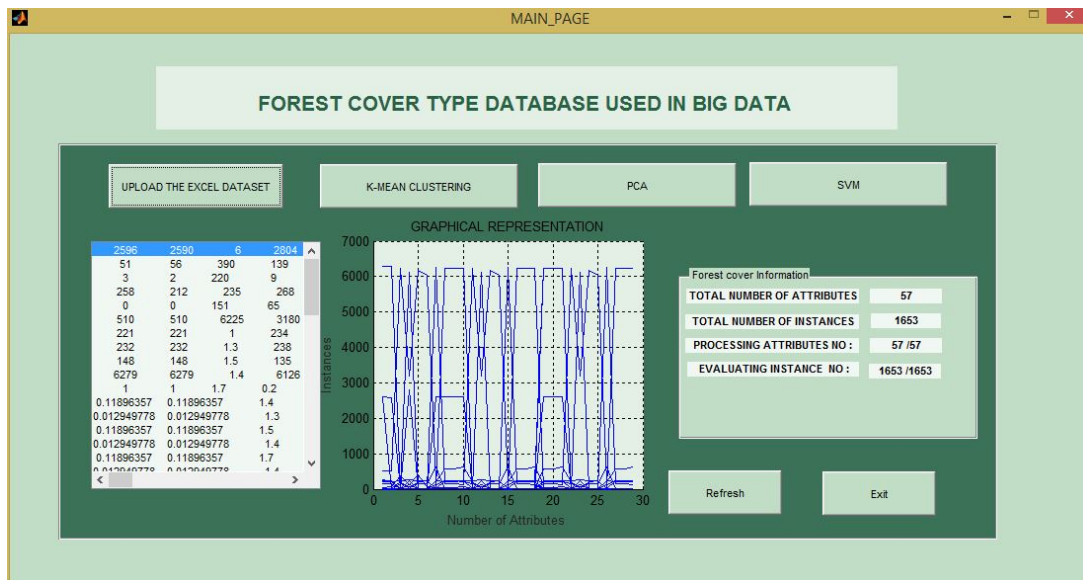 MAIN_PAGE
FOREST COVER TYPE DATABASE USED IN BIG DATA
UPLOAD THE EXCEL DATASET
K-MEAN CLUSTERING
PCA
SVM
2596 2590 6 2804
51 56 390 139
3 2 220 9
258 212 235 268
0 0 151 65
510 510 6225 3180
221 221 1 234
232 232 1.3 238
148 148 1.5 135
6279 6279 1.4 6126
1 1 1.7 0.2
0.11896357 0.11896357 1.4
0.012949778 0.012949778 1.3
0.11896357 0.11896357 1.5
0.012949778 0.012949778 1.4
0.11896357 0.11896357 1.7
GRAPHICAL REPRESENTATION
7000
6000
5000
4000
3000
2000
1000
0
Instances
0 5 10 15 20 25 30
Number of Attributes
Forest cover Information
TOTAL NUMBER OF ATTRIBUTES 57
TOTAL NUMBER OF INSTANCES 1653
PROCESSING ATTRIBUTES NO : 57 /57
EVALUATING INSTANCE NO : 1653 /1653
Refresh
Exit